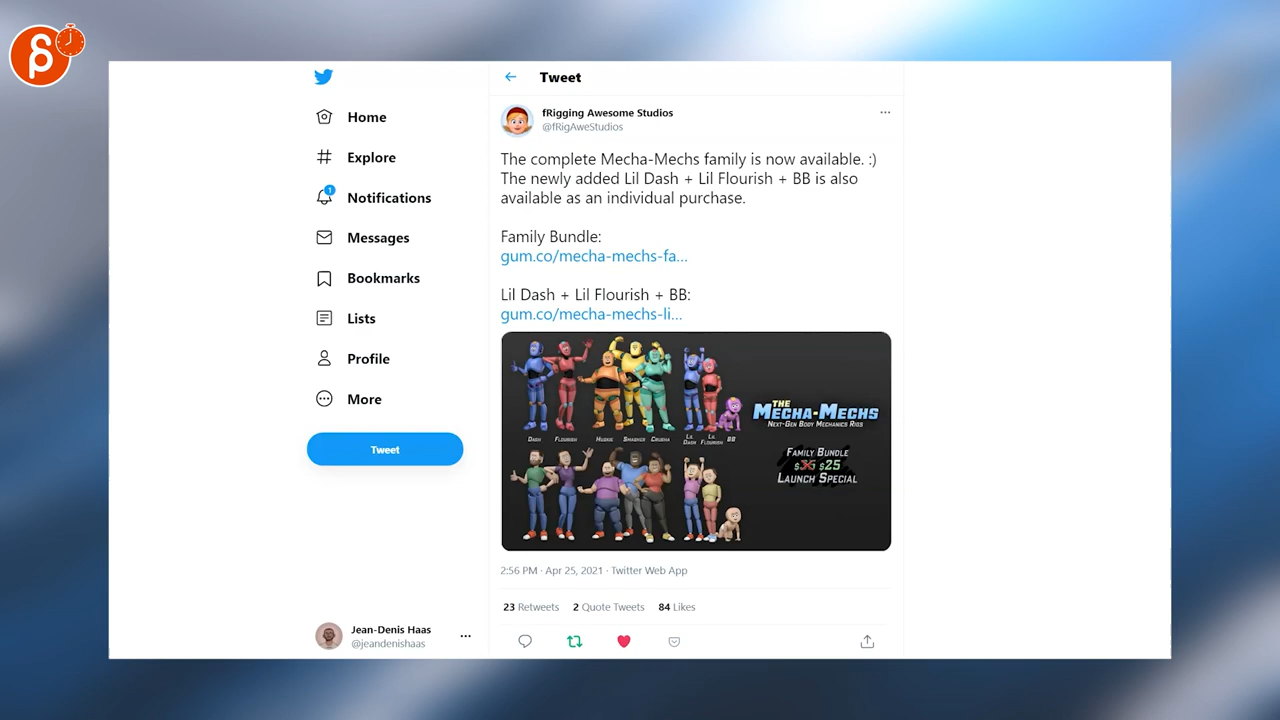 Tweet
Home
Explore
1
Notifications
Messages
Bookmarks
Lists
Profile
More
Tweet
Jean-Denis Haas
@jeandenishaas
fRigging Awesome Studios
@fRigAweStudios
The complete Mecha-Mechs family is now available. :)
The newly added Lil Dash + Lil Flourish + BB is also
available as an individual purchase.
Family Bundle:
gum.co/mecha-mechs-fa...
Lil Dash + Lil Flourish + BB:
gum.co/mecha-mechs-li...
Dash Flourish Huskie Smasher Crusha Lil Dash Lil Flourish BB
The
Mecha-Mechs
Next-Gen Body Mechanics Rigs
Family Bundle
$25
Launch Special
2:56 PM · Apr 25, 2021 · Twitter Web App
23 Retweets 2 Quote Tweets 84 Likes